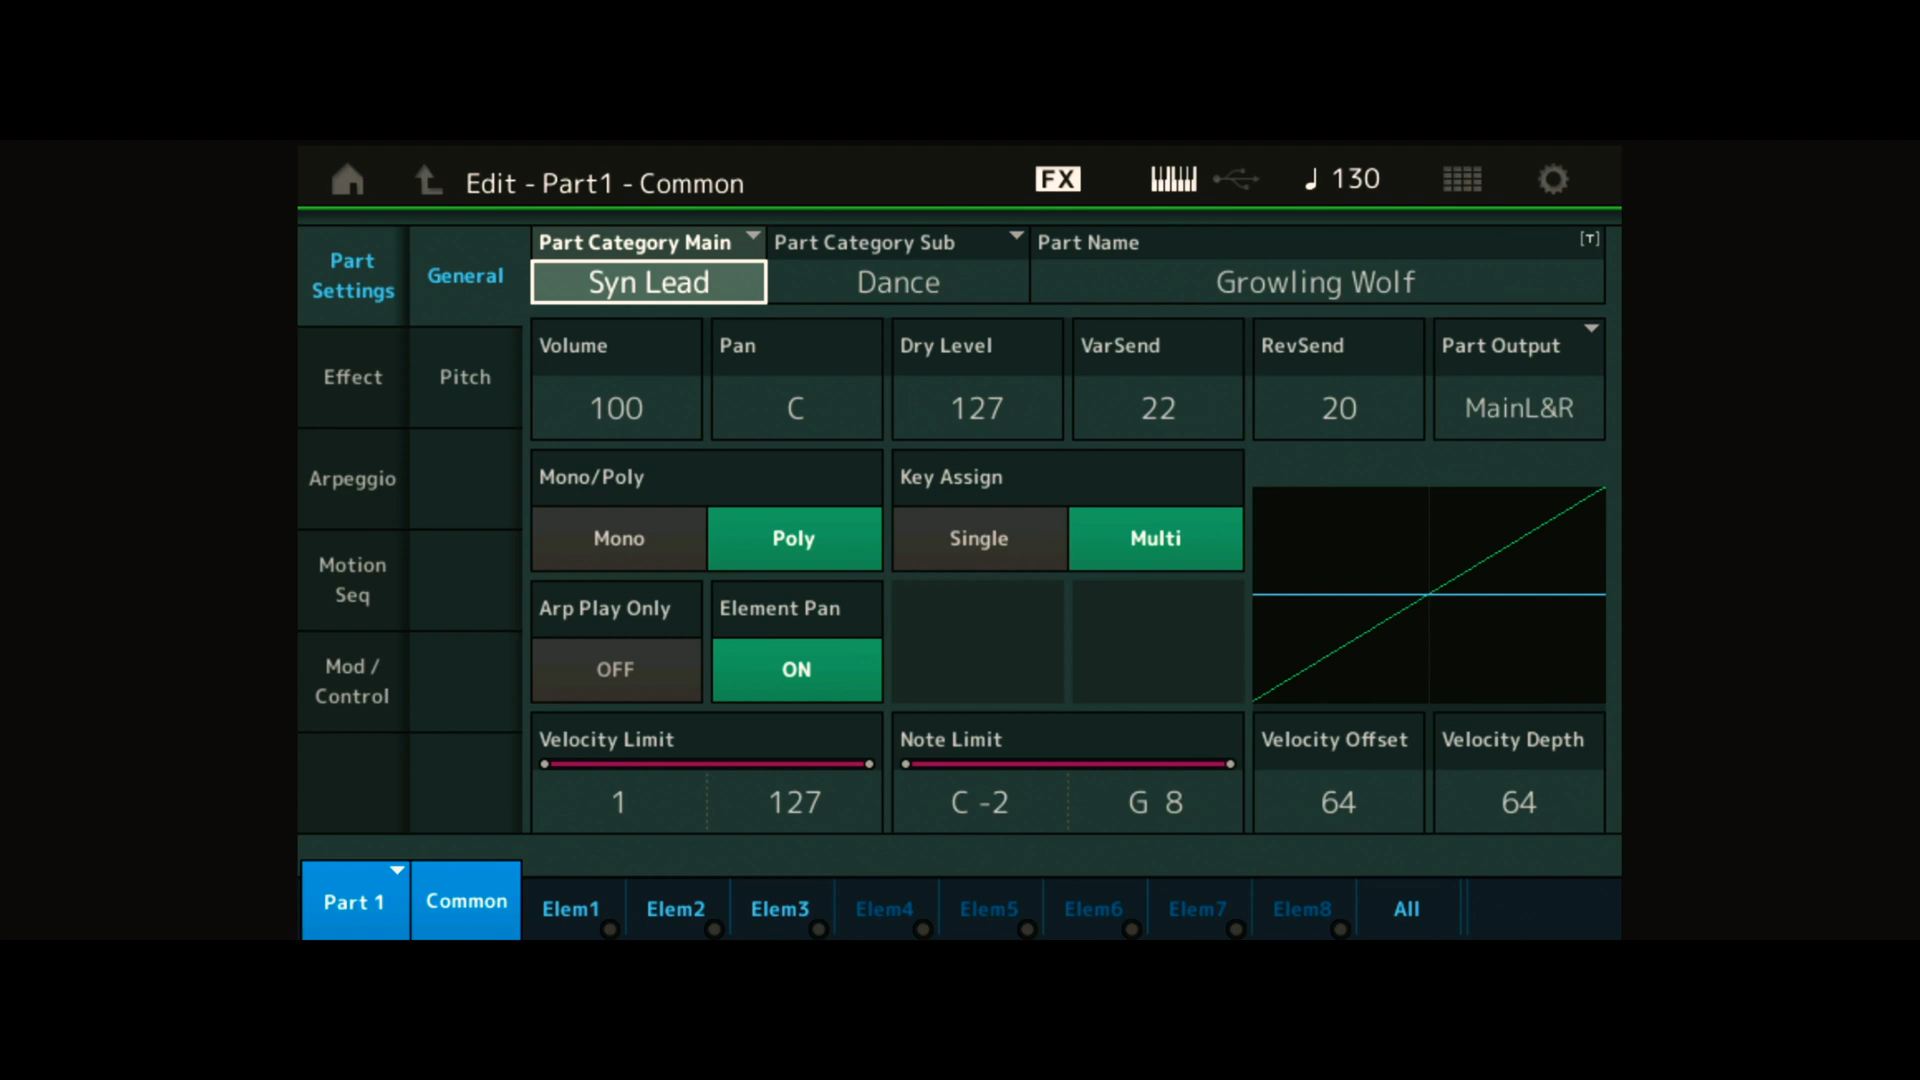 Edit - Part1 - Common
FX
♩ 130
Part Settings
General
Part Category Main
Part Category Sub
Part Name
[T]
Syn Lead
Dance
Growling Wolf
Effect
Pitch
Volume
Pan
Dry Level
VarSend
RevSend
Part Output
100
C
127
22
20
MainL&R
Arpeggio
Mono/Poly
Key Assign
Mono
Poly
Single
Multi
Motion Seq
Arp Play Only
Element Pan
OFF
ON
Mod / Control
Velocity Limit
Note Limit
Velocity Offset
Velocity Depth
1
127
C -2
G 8
64
64
Part 1
Common
Elem1
Elem2
Elem3
Elem4
Elem5
Elem6
Elem7
Elem8
All